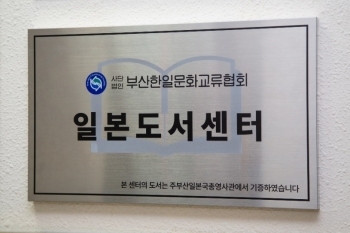 사단법인 부산한일문화교류협회
일본도서센터
본 센터의 도서는 주부산일본국총영사관에서 기증하였습니다